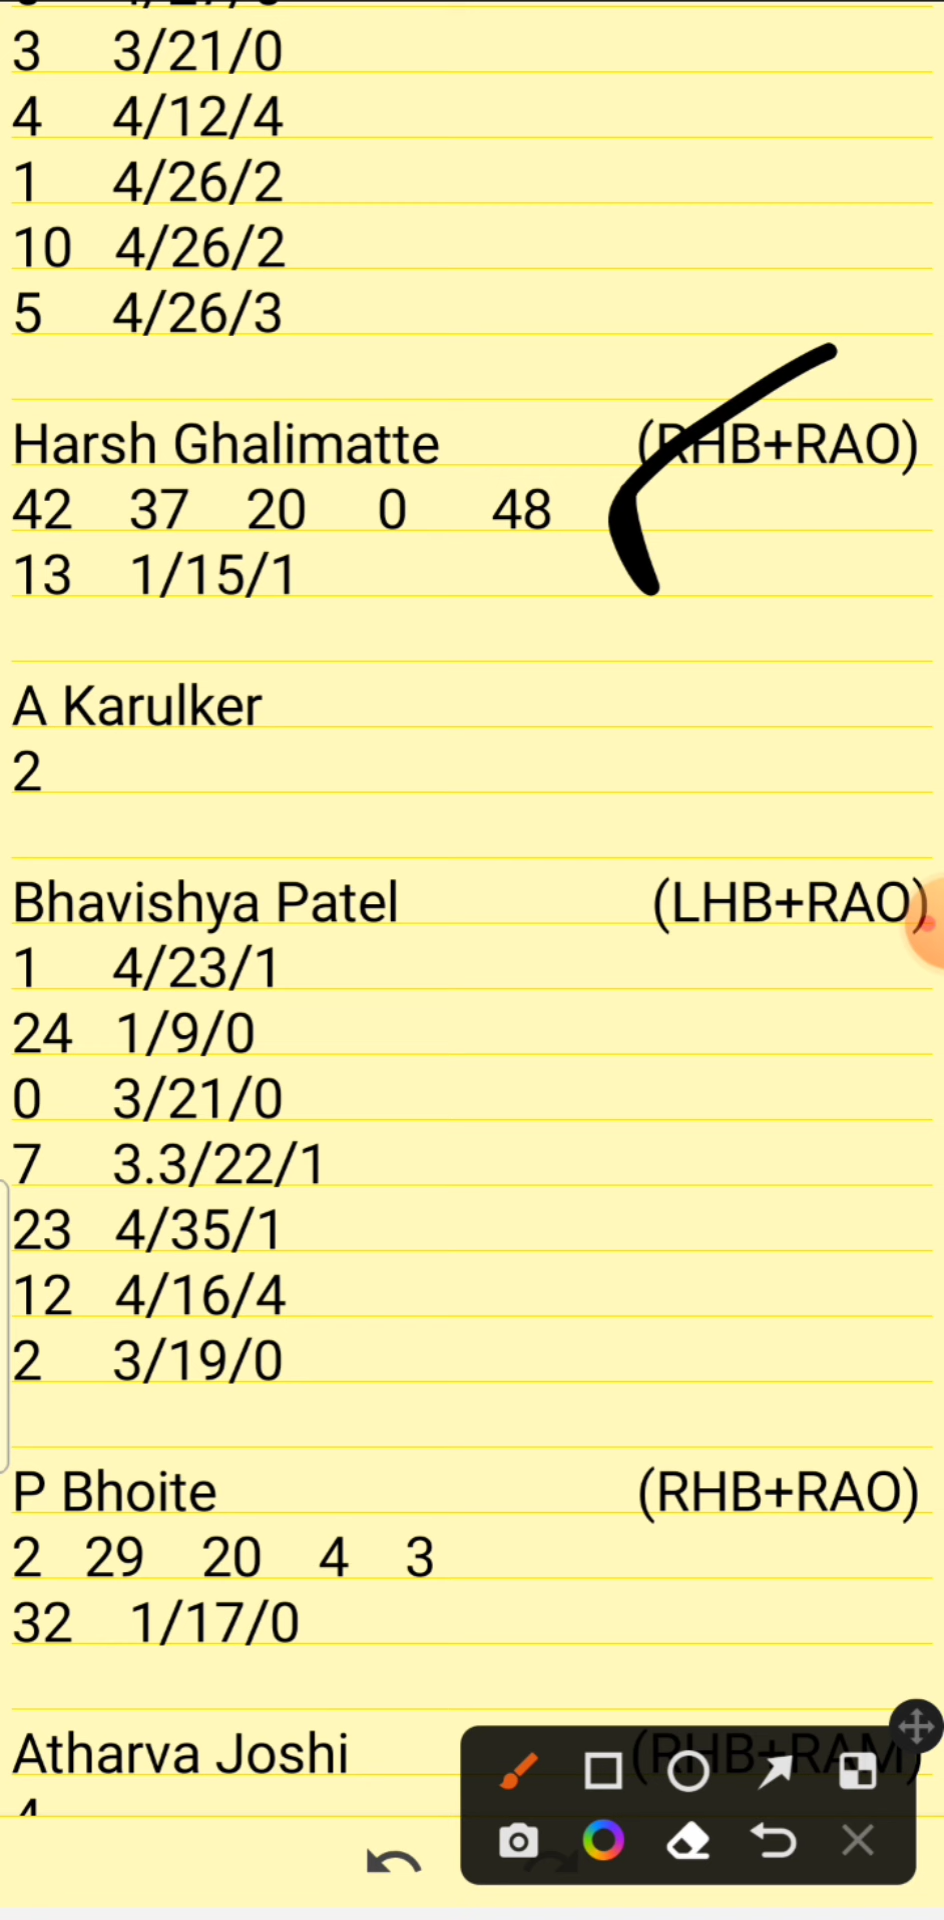 3 3/21/0
4 4/12/4
1 4/26/2
10 4/26/2
5 4/26/3
Harsh Ghalimatte (RHB+RAO)
42 37 20 0 48
13 1/15/1
A Karulker
2
Bhavishya Patel (LHB+RAO)
1 4/23/1
24 1/9/0
0 3/21/0
7 3.3/22/1
23 4/35/1
12 4/16/4
2 3/19/0
P Bhoite (RHB+RAO)
2 29 20 4 3
32 1/17/0
Atharva Joshi (RHB+RAM)